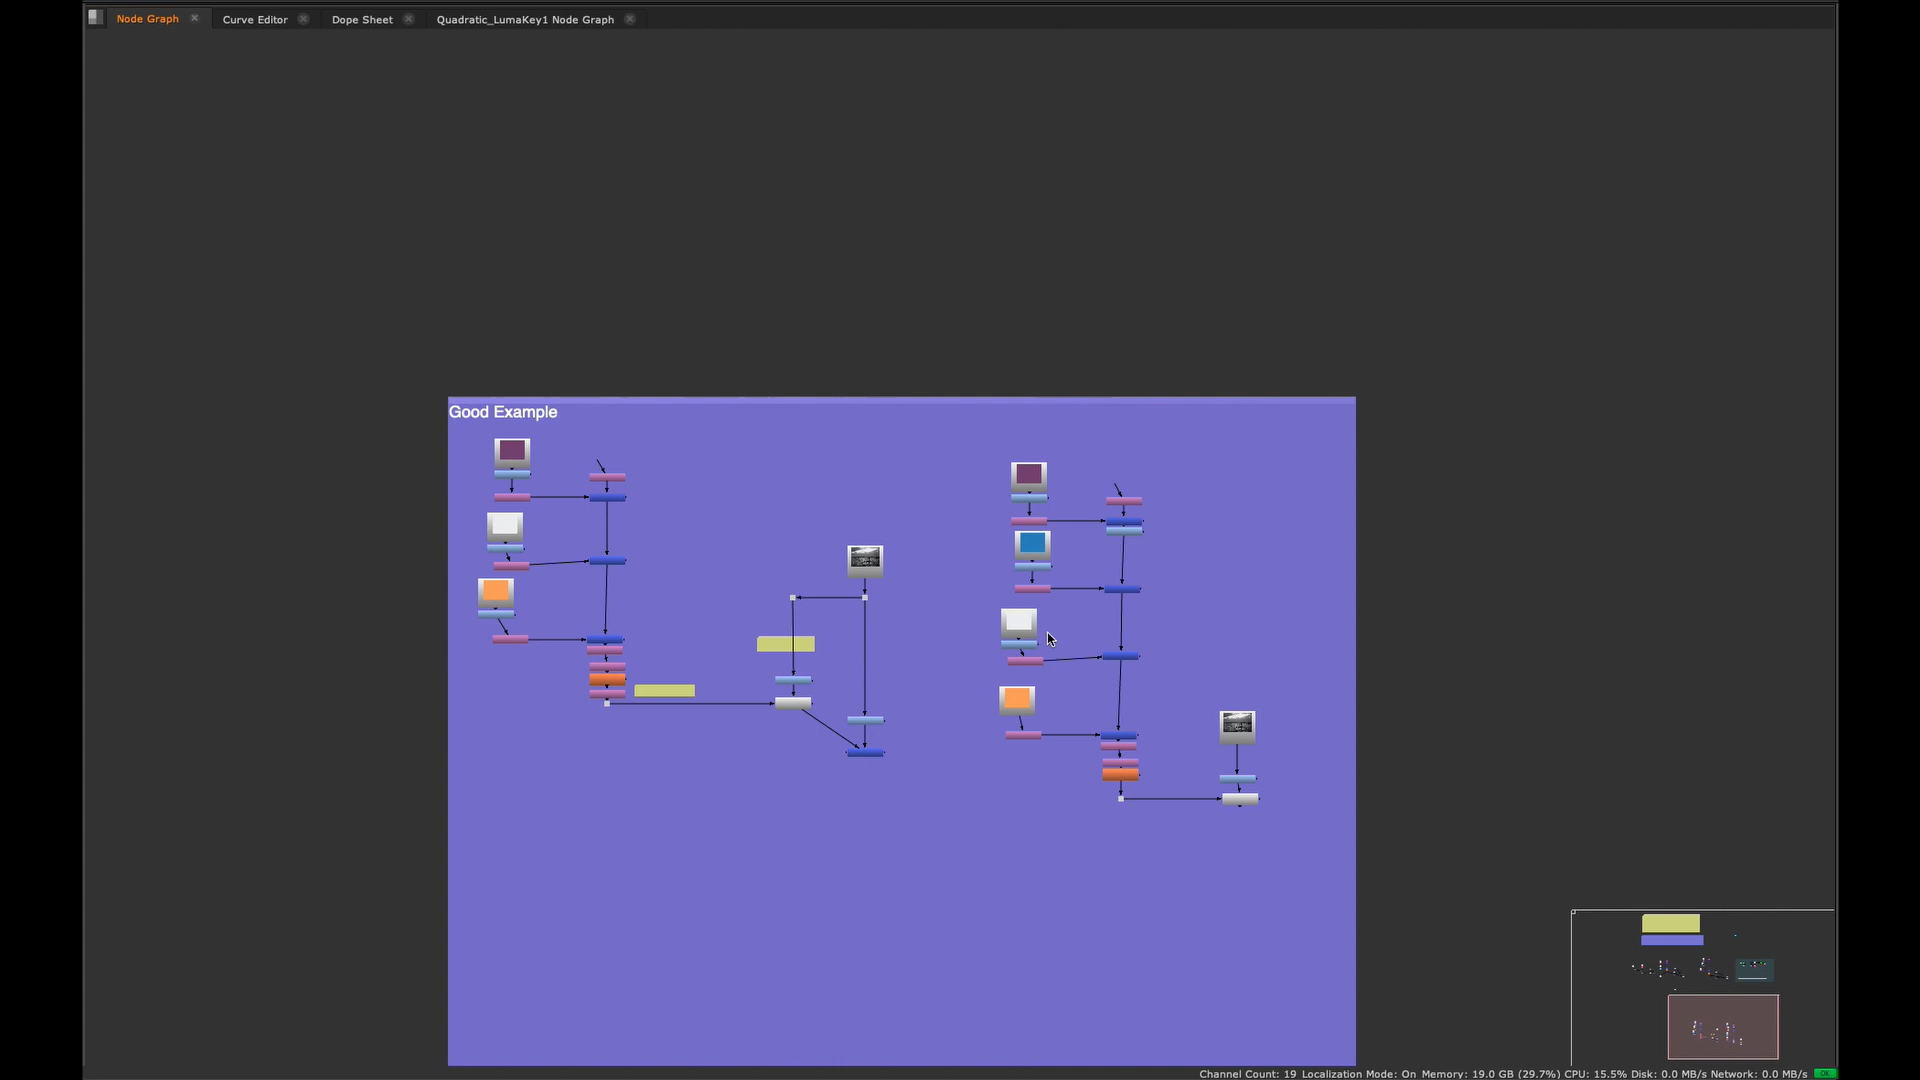 Node Graph Curve Editor Dope Sheet Quadratic_LumaKey1 Node Graph
Good Example
Channel Count: 19 Localization Mode: On Memory: 19.0 GB (29.7%) CPU: 15.5% Disk: 0.0 MB/s Network: 0.0 MB/s OK